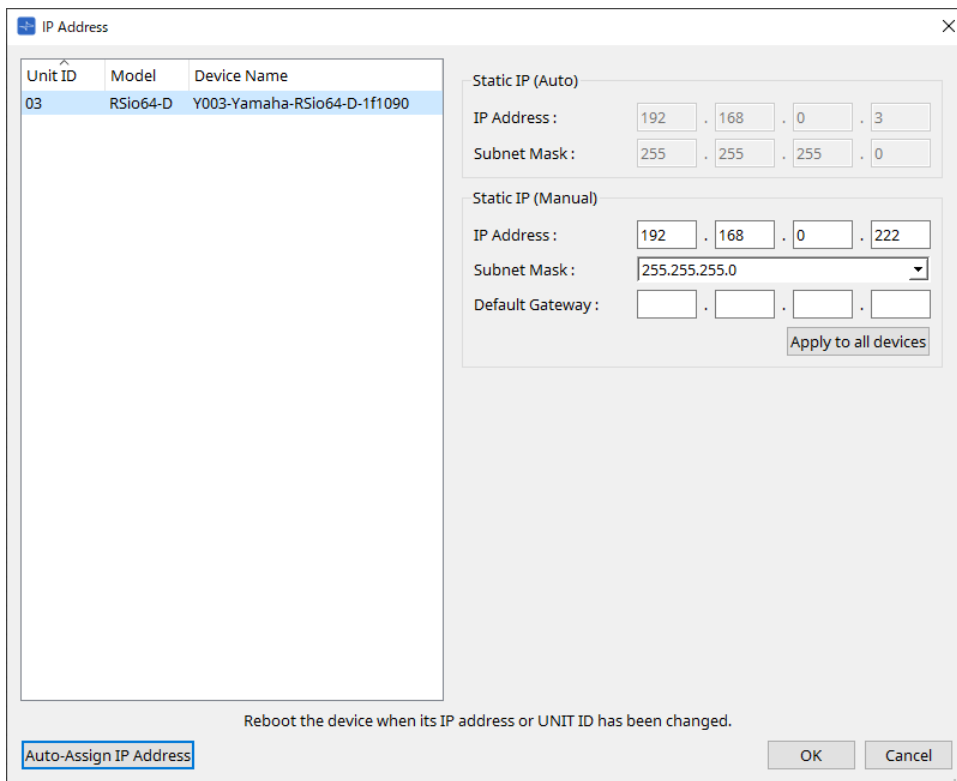 IP Address
Unit ID Model Device Name
03 RSio64-D Y003-Yamaha-RSio64-D-1f1090
Static IP (Auto)
IP Address : 192 . 168 . 0 . 3
Subnet Mask : 255 . 255 . 255 . 0
Static IP (Manual)
IP Address : 192 . 168 . 0 . 222
Subnet Mask : 255.255.255.0
Default Gateway : . . .
Apply to all devices
Reboot the device when its IP address or UNIT ID has been changed.
Auto-Assign IP Address OK Cancel